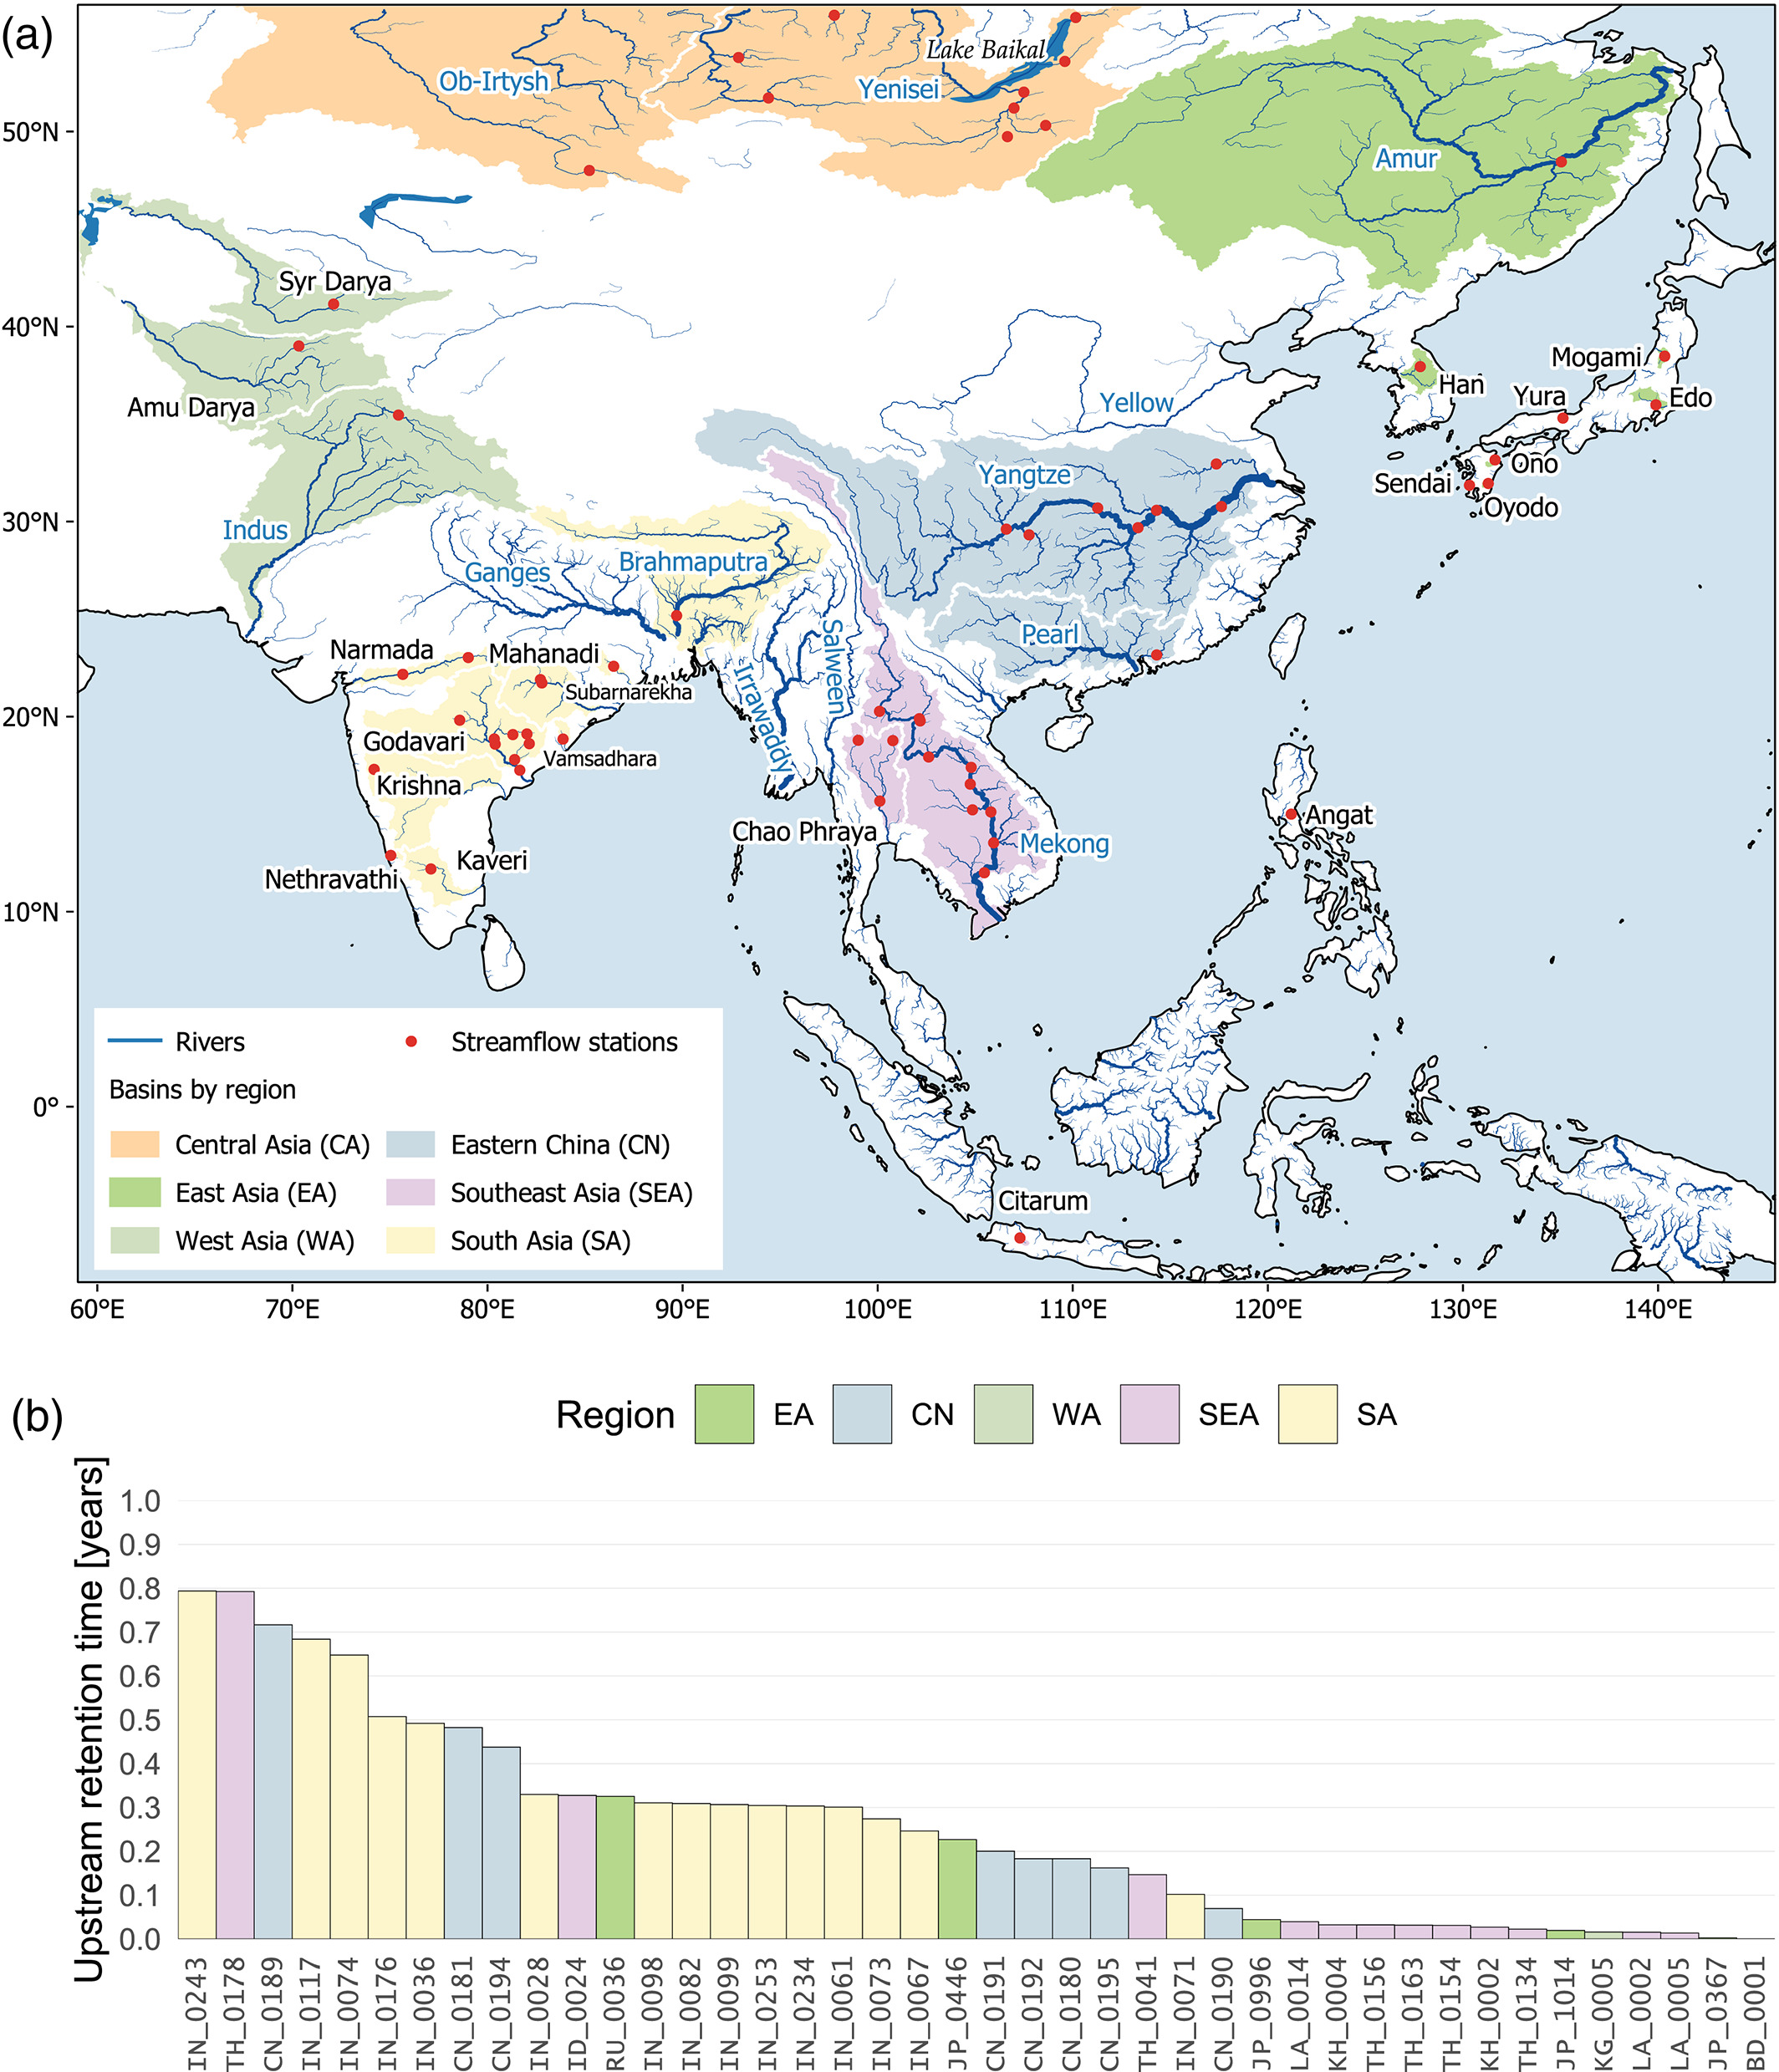 (a)
Lake Baikal
Ob-Irtysh
Yenisei
50°N
Amur
Syr Darya
40°N
Mogami
Han
Yura
Edo
Amu Darya
Yellow
Yangtze
Ono
Sendai
Oyodo
30°N
Indus
Brahmaputra
Ganges
Salween
Pearl
Narmada
Mahanadi
Irrawaddy
Subarnarekha
20°N
Godavari
Vamsadhara
Krishna
Angat
Chao Phraya
Mekong
Kaveri
Nethravathi
10°N
Rivers
Streamflow stations
Basins by region
0°
Central Asia (CA)
Eastern China (CN)
East Asia (EA)
Southeast Asia (SEA)
Citarum
West Asia (WA)
South Asia (SA)
60°E 70°E 80°E 90°E 100°E 110°E 120°E 130°E 140°E
(b)
Region EA CN WA SEA SA
Upstream retention time [years]
1.0
0.9
0.8
0.7
0.6
0.5
0.4
0.3
0.2
0.1
0.0
IN_0243
TH_0178
CN_0189
IN_0117
IN_0074
IN_0176
IN_0036
CN_0181
CN_0194
IN_0028
ID_0024
RU_0036
IN_0098
IN_0082
IN_0099
IN_0253
IN_0234
IN_0061
IN_0073
IN_0067
JP_0446
CN_0191
CN_0192
CN_0180
CN_0195
TH_0041
IN_0071
CN_0190
JP_0996
LA_0014
KH_0004
TH_0156
TH_0163
TH_0154
KH_0002
TH_0134
JP_1014
KG_0005
LA_0002
LA_0005
JP_0367
BD_0001